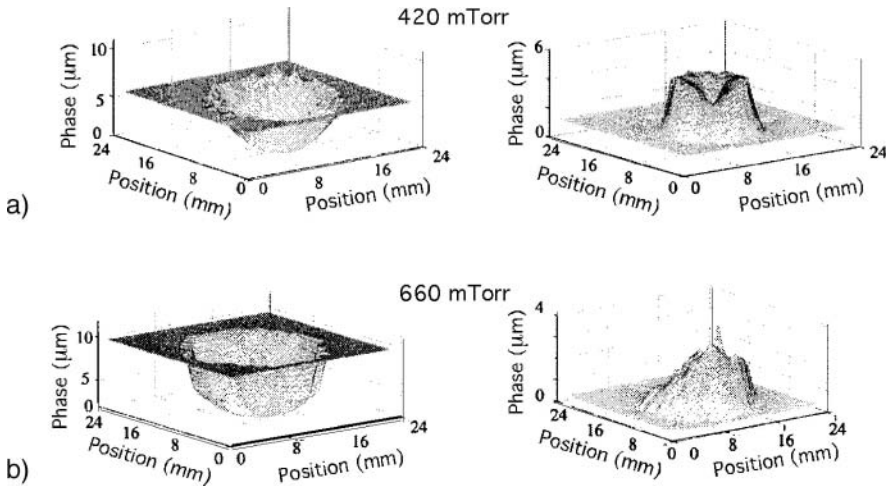 420 mTorr
Phase (μm)
10
5
0
24
16
8
0
Position (mm)
0
8
16
24
Position (mm)
Phase (μm)
6
0
24
16
8
0
Position (mm)
0
8
16
24
Position (mm)
a)
660 mTorr
Phase (μm)
10
5
0
24
16
8
0
Position (mm)
0
8
16
24
Position (mm)
Phase (μm)
4
0
24
16
8
0
Position (mm)
0
8
16
24
Position (mm)
b)